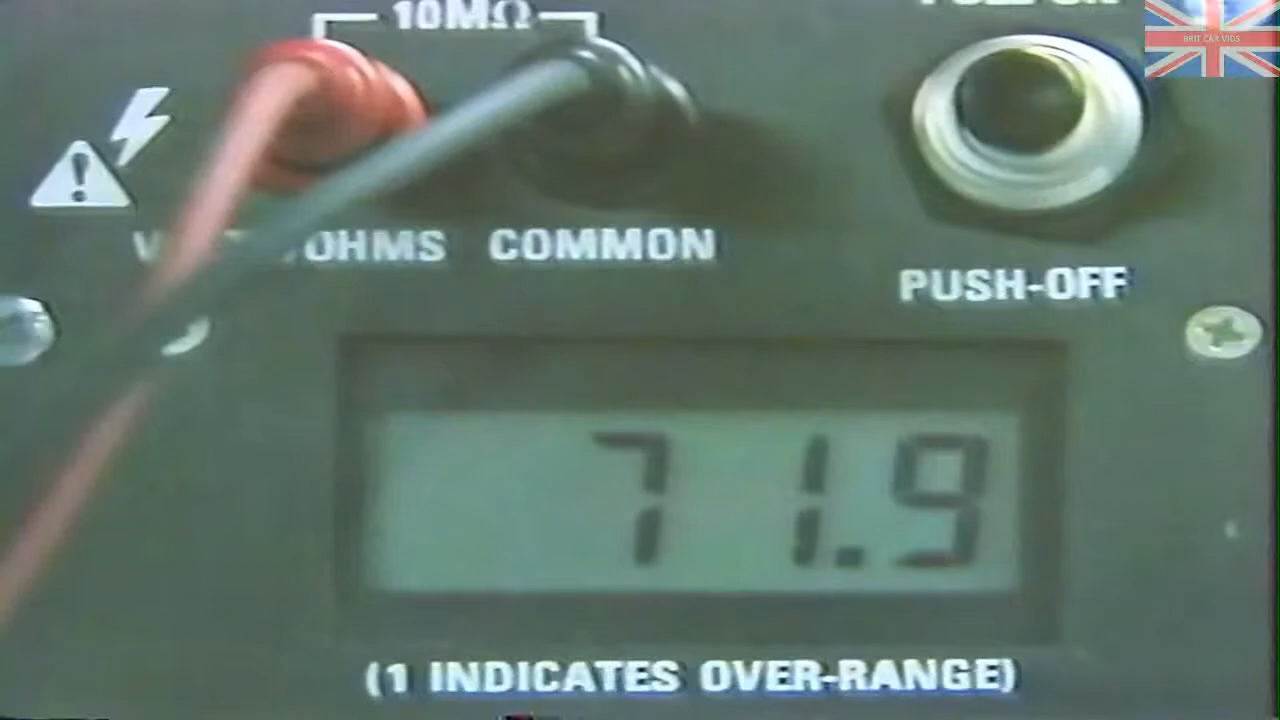 10MΩ
BRIT CAR VIDS
OHMS COMMON
PUSH-OFF
71.9
(1 INDICATES OVER-RANGE)